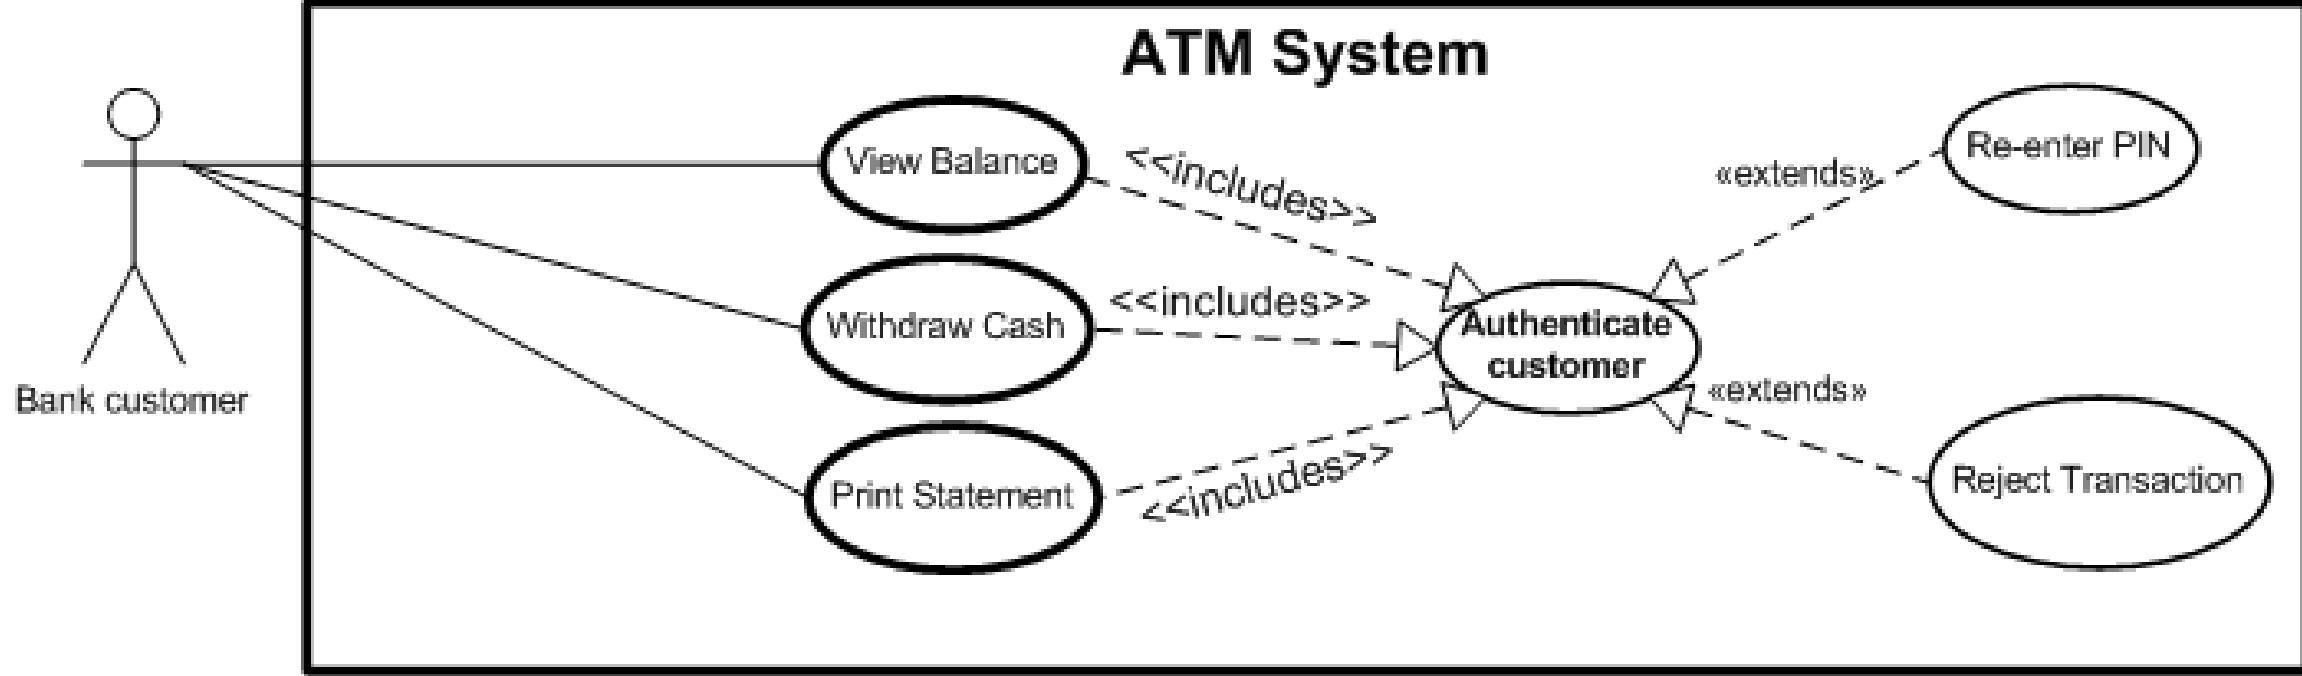 ATM System
View Balance
<<includes>>
Re-enter PIN
«extends»
Withdraw Cash
<<includes>>
Authenticate
customer
Bank customer
«extends»
Print Statement
<<includes>>
Reject Transaction